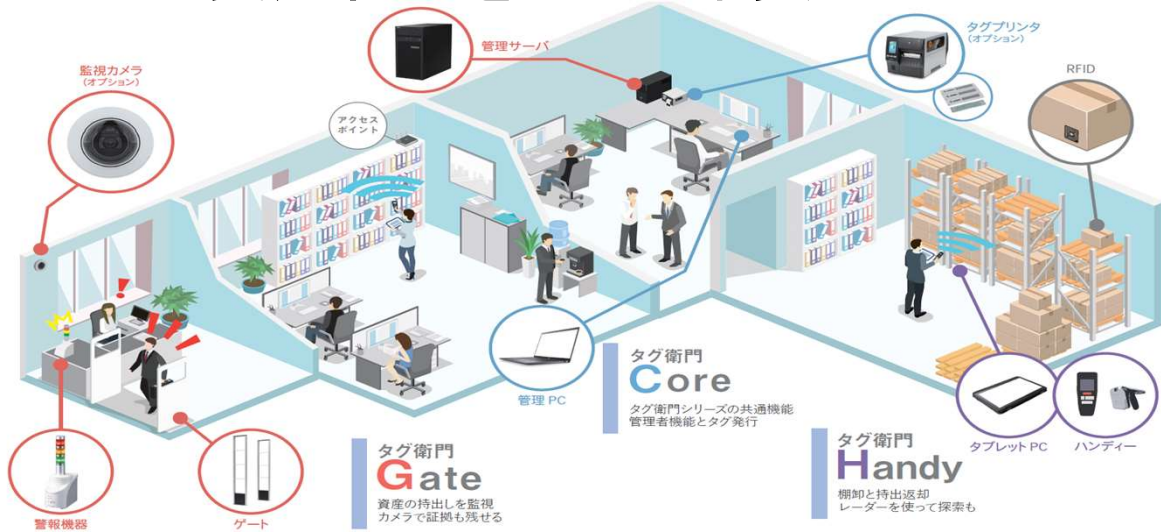 管理サーバ
タグプリンタ
(オプション)
監視カメラ
(オプション)
RFID
アクセス
ポイント
管理 PC
タグ衛門
Core
タグ衛門シリーズの共通機能
管理者機能とタグ発行
タブレット PC
ハンディー
タグ衛門
Gate
資産の持出しを監視
カメラで証拠も残せる
タグ衛門
Handy
棚卸と持出返却
レーダーを使って探索も
警報機器
ゲート